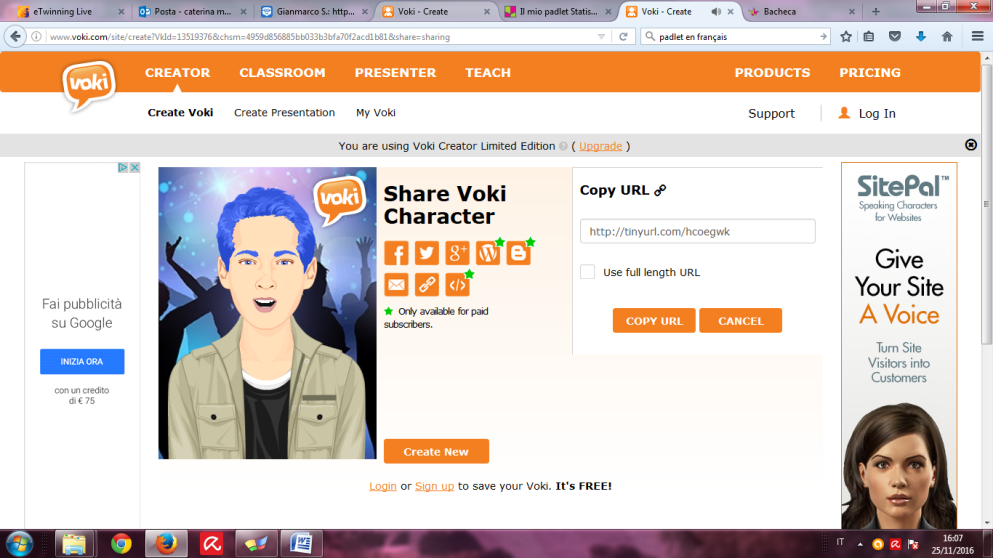 eTwinning Live
Posta - caterina m...
Gianmarco S.: http...
Voki - Create
Il mio padlet Statis...
Voki - Create
Bacheca
www.voki.com/site/create?VkId=13519376&chsm=4959d856885bb033b3bfa70f2acd1b81&share=sharing
padlet en français
voki
CREATOR CLASSROOM PRESENTER TEACH PRODUCTS PRICING
Create Voki Create Presentation My Voki Support Log In
You are using Voki Creator Limited Edition ? ( Upgrade )
Fai pubblicità
su Google
INIZIA ORA
con un credito
di € 75
voki
Share Voki
Character
Only available for paid
subscribers.
Create New
Copy URL
http://tinyurl.com/hcoegwk
Use full length URL
COPY URL CANCEL
Login or Sign up to save your Voki. It's FREE!
SitePal™
Speaking Characters
for Websites
Give
Your Site
A Voice
Turn Site
Visitors into
Customers
IT
16:07
25/11/2016